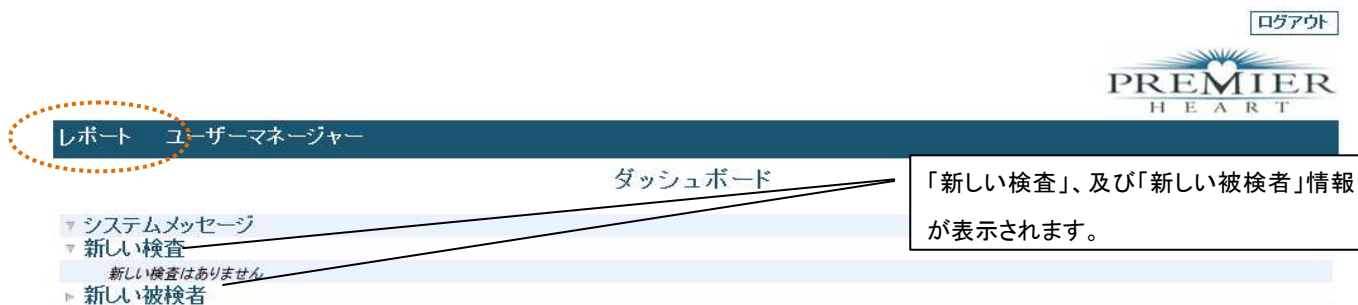 ログアウト
PREMIER
HEART
レポート ユーザーマネージャー
ダッシュボード
「新しい検査」、及び「新しい被検者」情報
が表示されます。
システムメッセージ
新しい検査
新しい検査はありません
新しい被検者